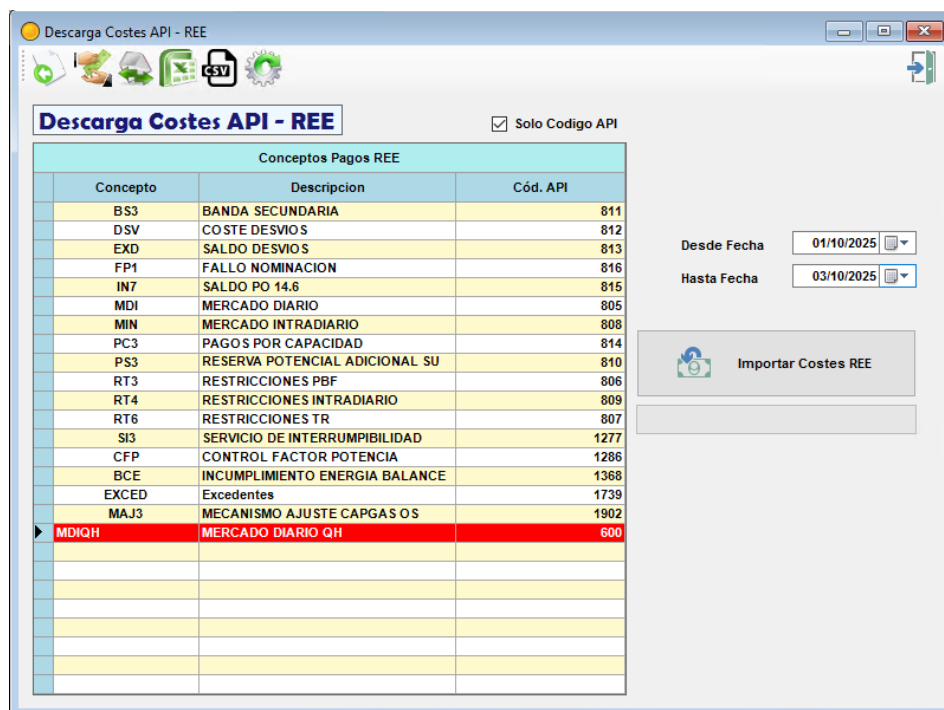 Descarga Costes API - REE
CSV
Descarga Costes API - REE
Solo Codigo API
Conceptos Pagos REE
Concepto Descripcion Cód. API
BS3 BANDA SECUNDARIA 811
DSV COSTE DESVIOS 812
EXD SALDO DESVIOS 813
FP1 FALLO NOMINACION 816
IN7 SALDO PO 14.6 815
MDI MERCADO DIARIO 805
MIN MERCADO INTRADIARIO 808
PC3 PAGOS POR CAPACIDAD 814
PS3 RESERVA POTENCIAL ADICIONAL SU 810
RT3 RESTRICCIONES PBF 806
RT4 RESTRICCIONES INTRADIARIO 809
RT6 RESTRICCIONES TR 807
SI3 SERVICIO DE INTERRUMPIBILIDAD 1277
CFP CONTROL FACTOR POTENCIA 1286
BCE INCUMPLIMIENTO ENERGIA BALANCE 1368
EXCED Excedentes 1739
MAJ3 MECANISMO AJUSTE CAPGAS OS 1902
MDIQH MERCADO DIARIO QH 600
Desde Fecha 01/10/2025
Hasta Fecha 03/10/2025
Importar Costes REE